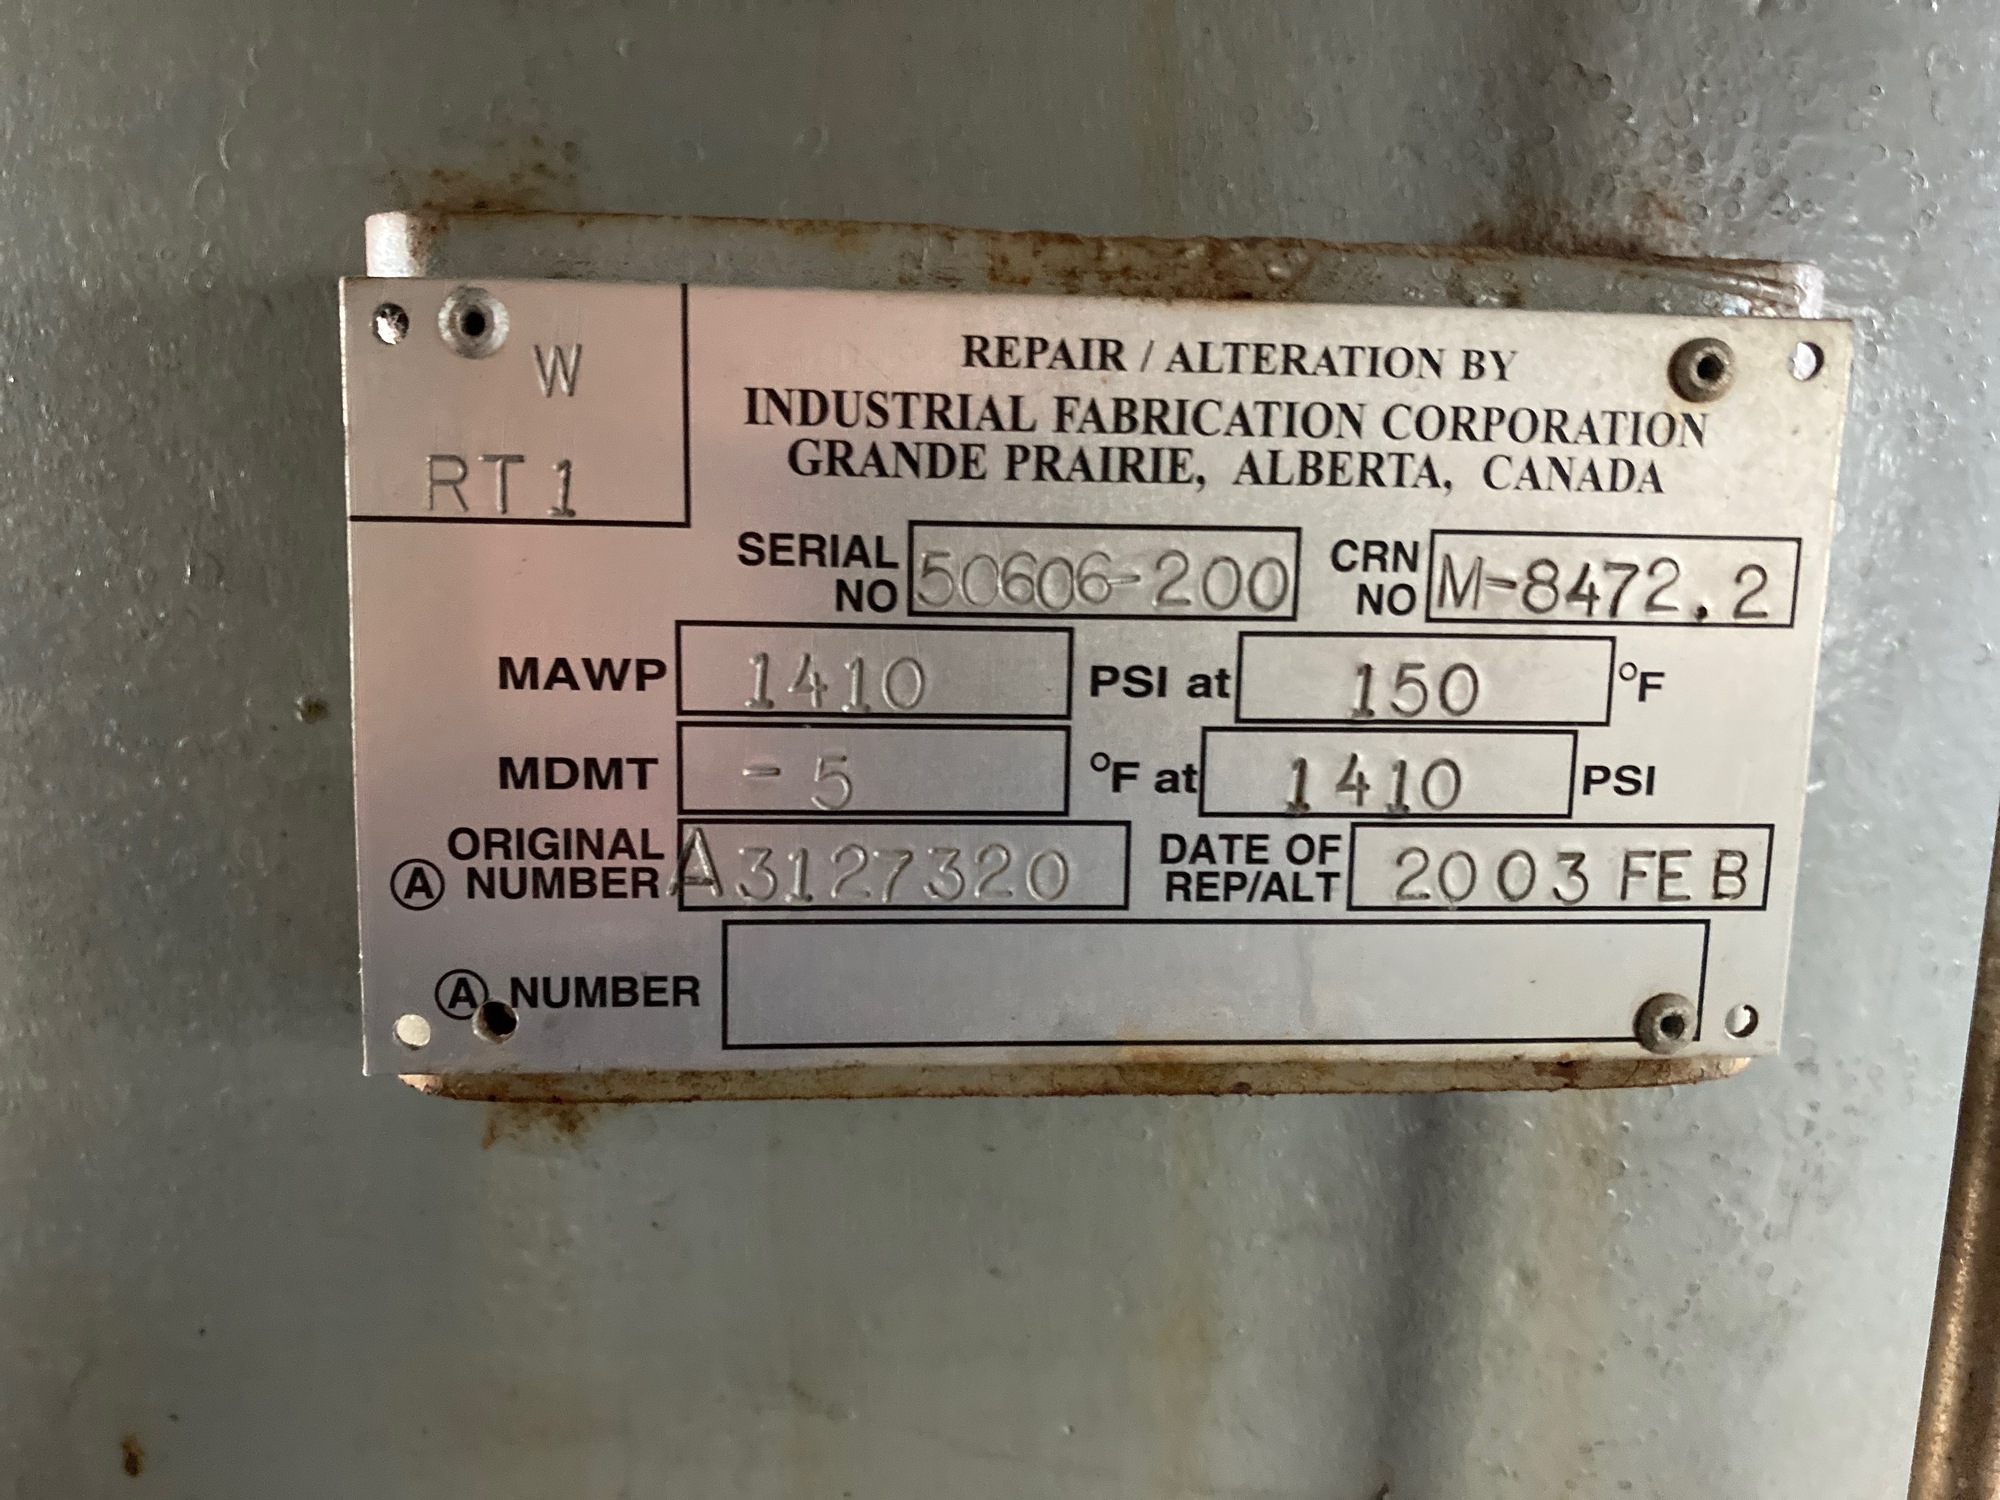 W
RT1
REPAIR / ALTERATION BY
INDUSTRIAL FABRICATION CORPORATION
GRANDE PRAIRIE, ALBERTA, CANADA
SERIAL NO 50606-200 CRN NO M-8472.2
MAWP 1410 PSI at 150 °F
MDMT -5 °F at 1410 PSI
Ⓐ ORIGINAL NUMBER A3127320 DATE OF REP/ALT 2003 FEB
Ⓐ NUMBER